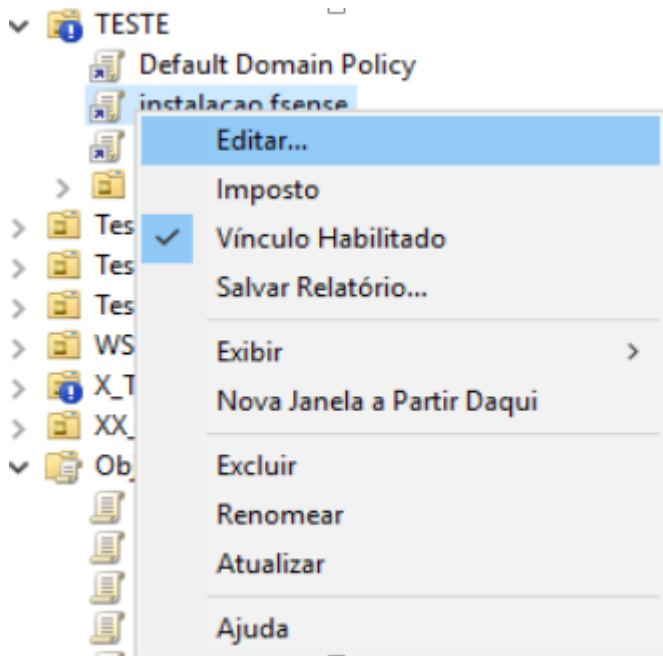 TESTE
Default Domain Policy
instalacao fsense
Editar...
Imposto
Tes
Vínculo Habilitado
Tes
Salvar Relatório...
Tes
WS
Exibir
X_T
Nova Janela a Partir Daqui
XX_
Obj
Excluir
Renomear
Atualizar
Ajuda